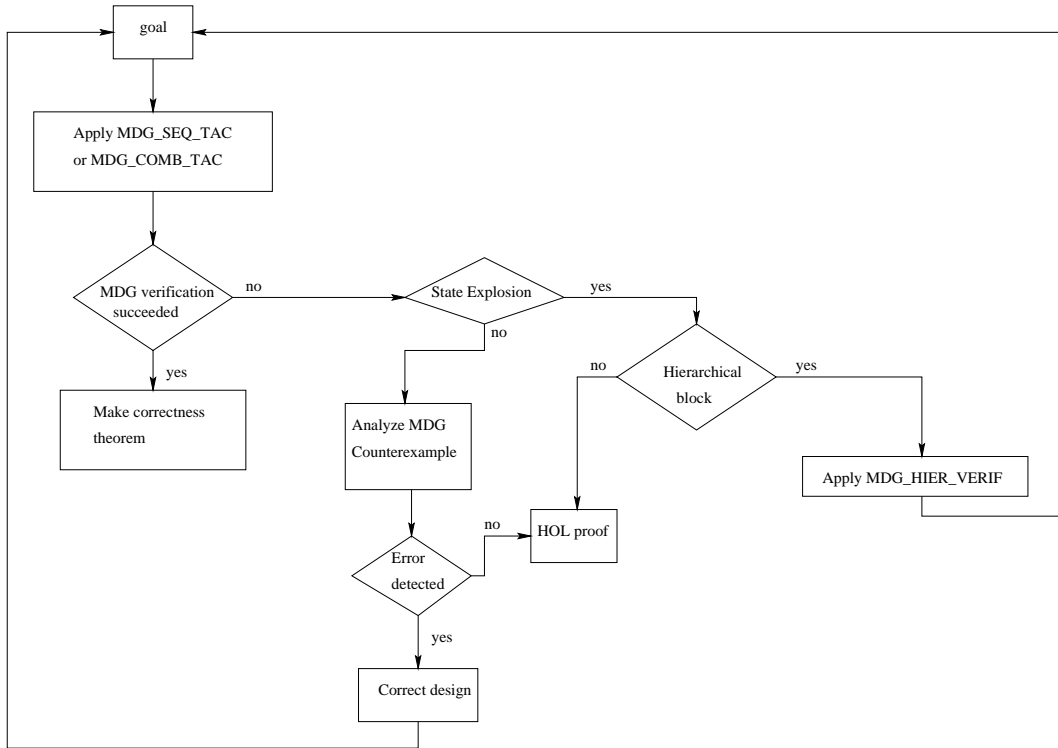 goal
Apply MDG_SEQ_TAC
or MDG_COMB_TAC
MDG verification
succeeded
no
State Explosion
yes
no
yes
Make correctness
theorem
Analyze MDG
Counterexample
no
Hierarchical
block
yes
Apply MDG_HIER_VERIF
Error
detected
no
HOL proof
yes
Correct design